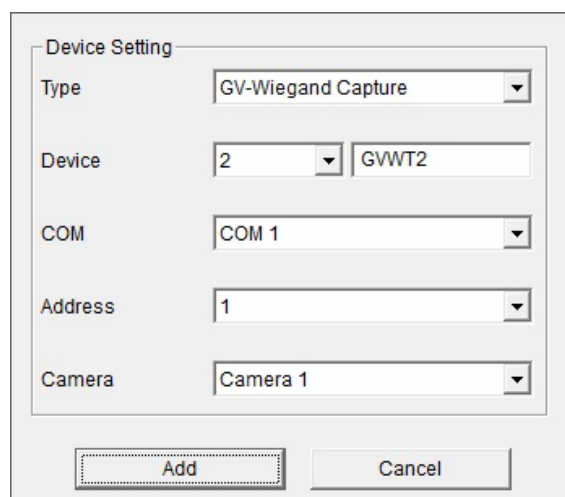 Device Setting
Type GV-Wiegand Capture
Device 2 GVWT2
COM COM 1
Address 1
Camera Camera 1
Add Cancel